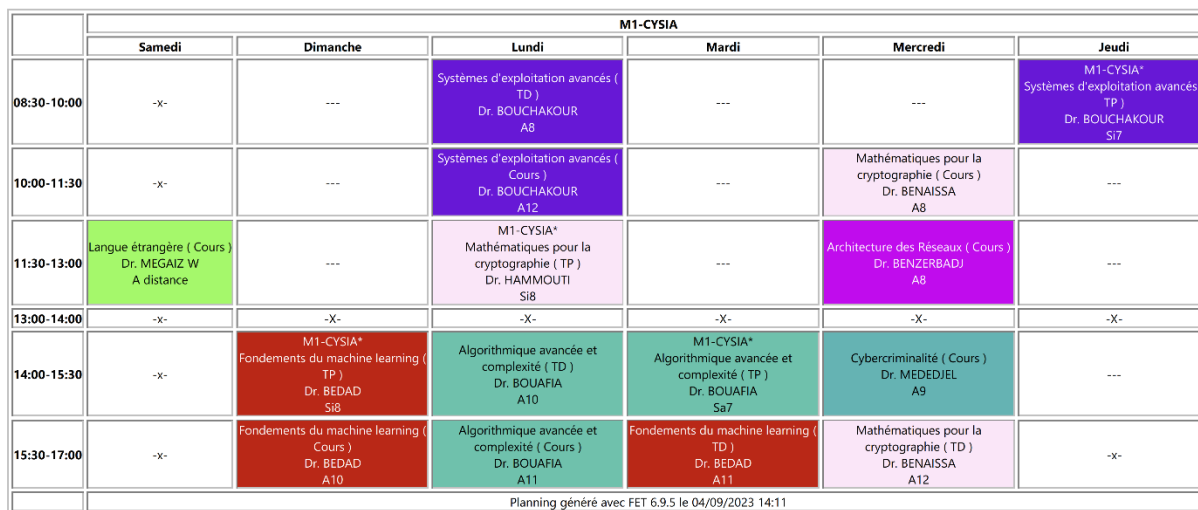 M1-CYSIA
Samedi Dimanche Lundi Mardi Mercredi Jeudi
08:30-10:00
-x-
---
Systèmes d'exploitation avancés (
TD )
Dr. BOUCHAKOUR
A8
---
---
M1-CYSIA*
Systèmes d'exploitation avancés
TP )
Dr. BOUCHAKOUR
Si7
10:00-11:30
-x-
---
Systèmes d'exploitation avancés (
Cours )
Dr. BOUCHAKOUR
A12
---
Mathématiques pour la
cryptographie ( Cours )
Dr. BENAISSA
A8
---
11:30-13:00
Langue étrangère ( Cours )
Dr. MEGAIZ W
A distance
---
M1-CYSIA*
Mathématiques pour la
cryptographie ( TP )
Dr. HAMMOUTI
Si8
---
Architecture des Réseaux ( Cours )
Dr. BENZERBADJ
A8
---
13:00-14:00
-x-
-X-
-X-
-X-
-X-
-X-
14:00-15:30
-x-
M1-CYSIA*
Fondements du machine learning (
TP )
Dr. BEDAD
Si8
Algorithmique avancée et
complexité ( TD )
Dr. BOUAFIA
A10
M1-CYSIA*
Algorithmique avancée et
complexité ( TP )
Dr. BOUAFIA
Sa7
Cybercriminalité ( Cours )
Dr. MEDEDJEL
A9
---
15:30-17:00
-x-
Fondements du machine learning (
Cours )
Dr. BEDAD
A10
Algorithmique avancée et
complexité ( Cours )
Dr. BOUAFIA
A11
Fondements du machine learning (
TD )
Dr. BEDAD
A11
Mathématiques pour la
cryptographie ( TD )
Dr. BENAISSA
A12
-x-
Planning généré avec FET 6.9.5 le 04/09/2023 14:11